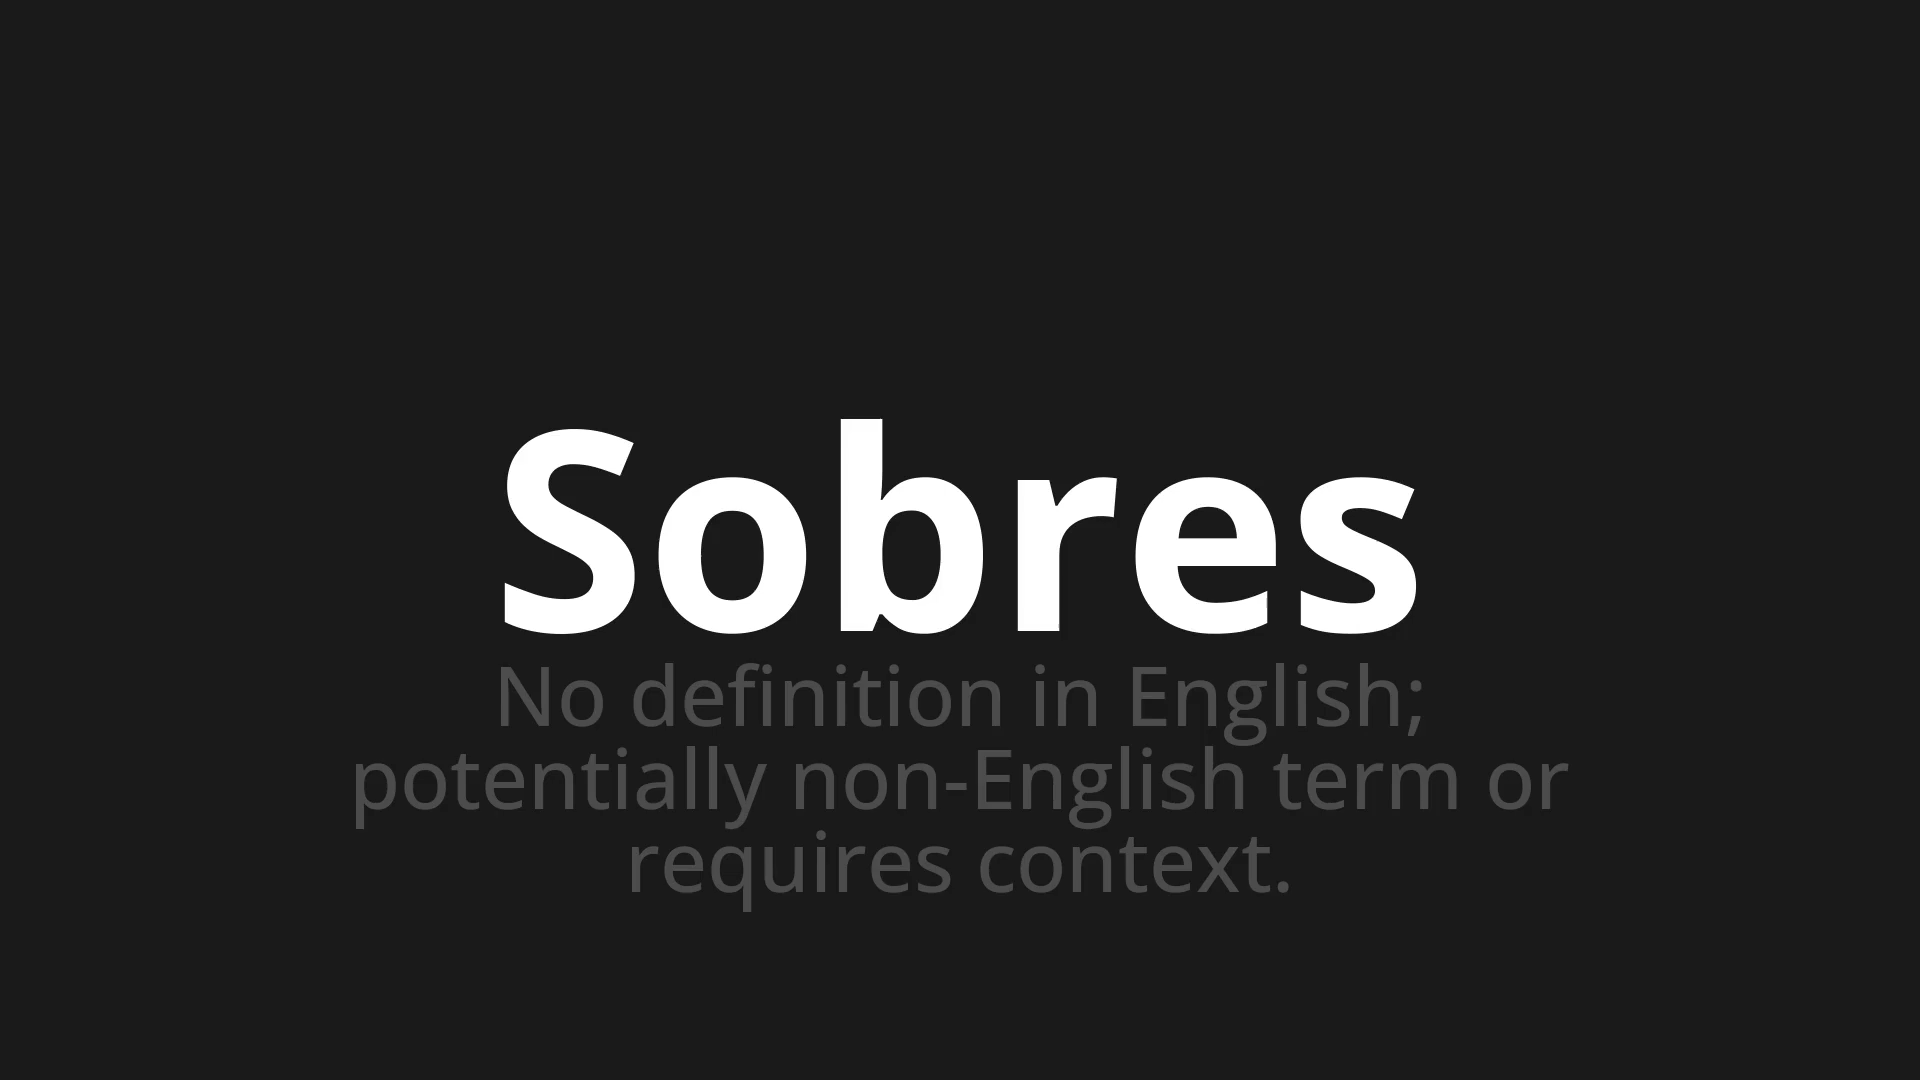 Sobres
No definition in English;
potentially non-English term or
requires context.